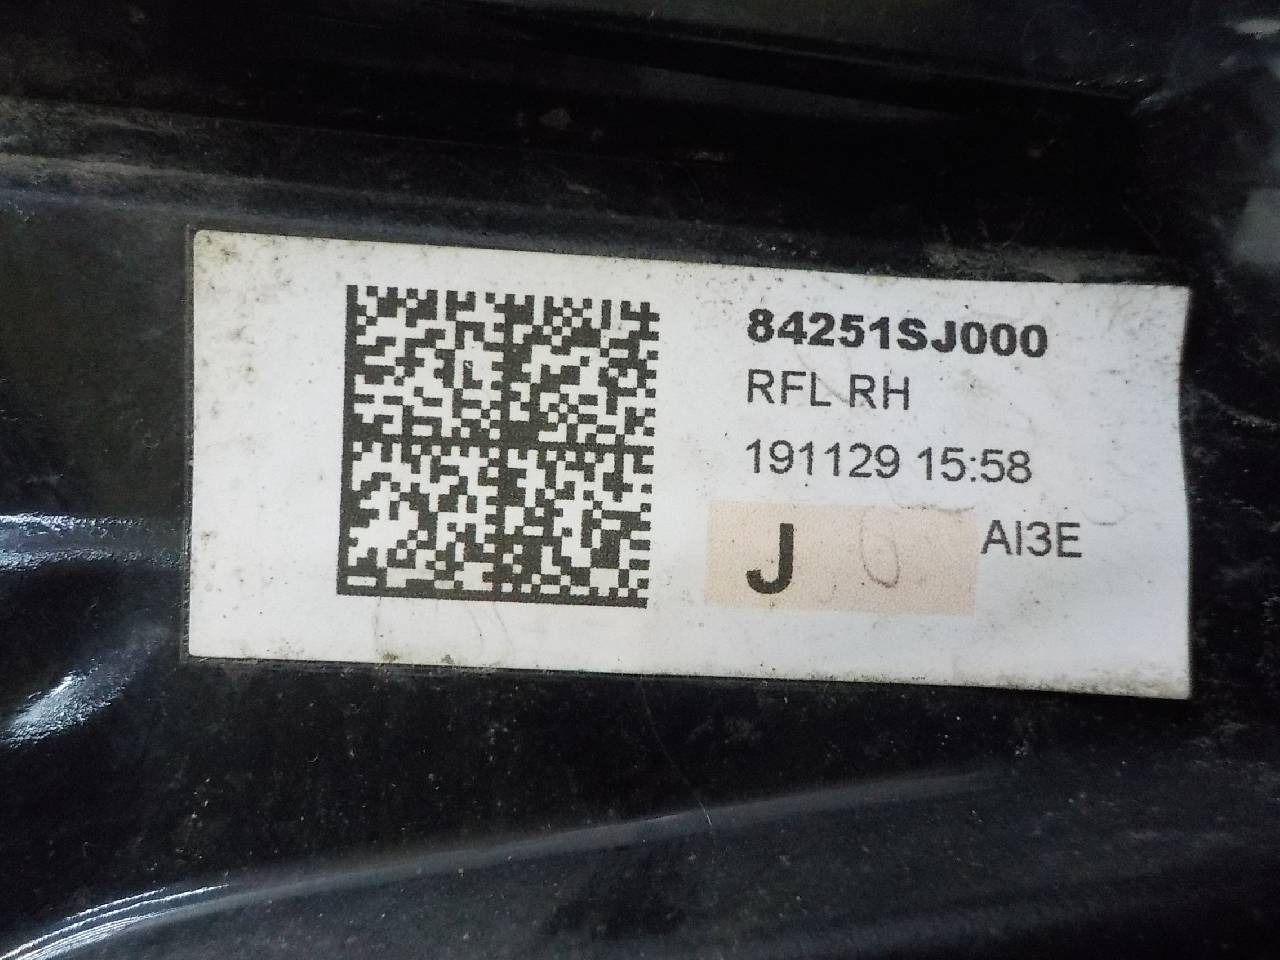 84251SJ000
RFL RH
191129 15:58
J AI3E